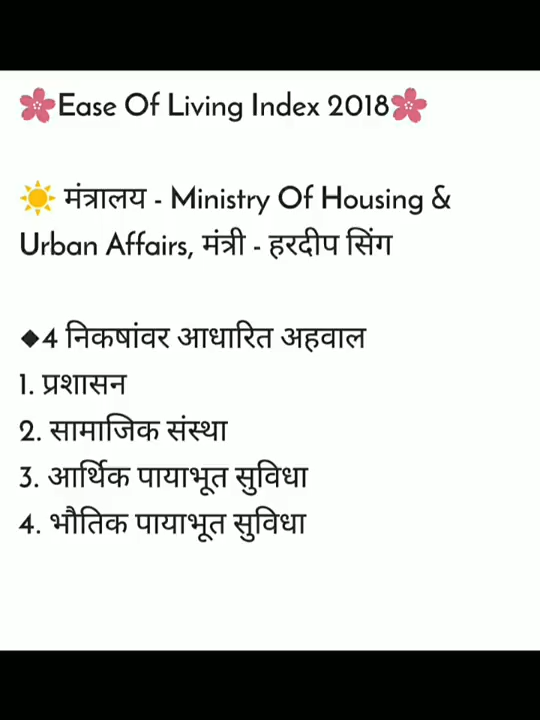 🌸Ease Of Living Index 2018🌸
☀️ मंत्रालय - Ministry Of Housing &
Urban Affairs, मंत्री - हरदीप सिंग
◆4 निकषांवर आधारित अहवाल
1. प्रशासन
2. सामाजिक संस्था
3. आर्थिक पायाभूत सुविधा
4. भौतिक पायाभूत सुविधा